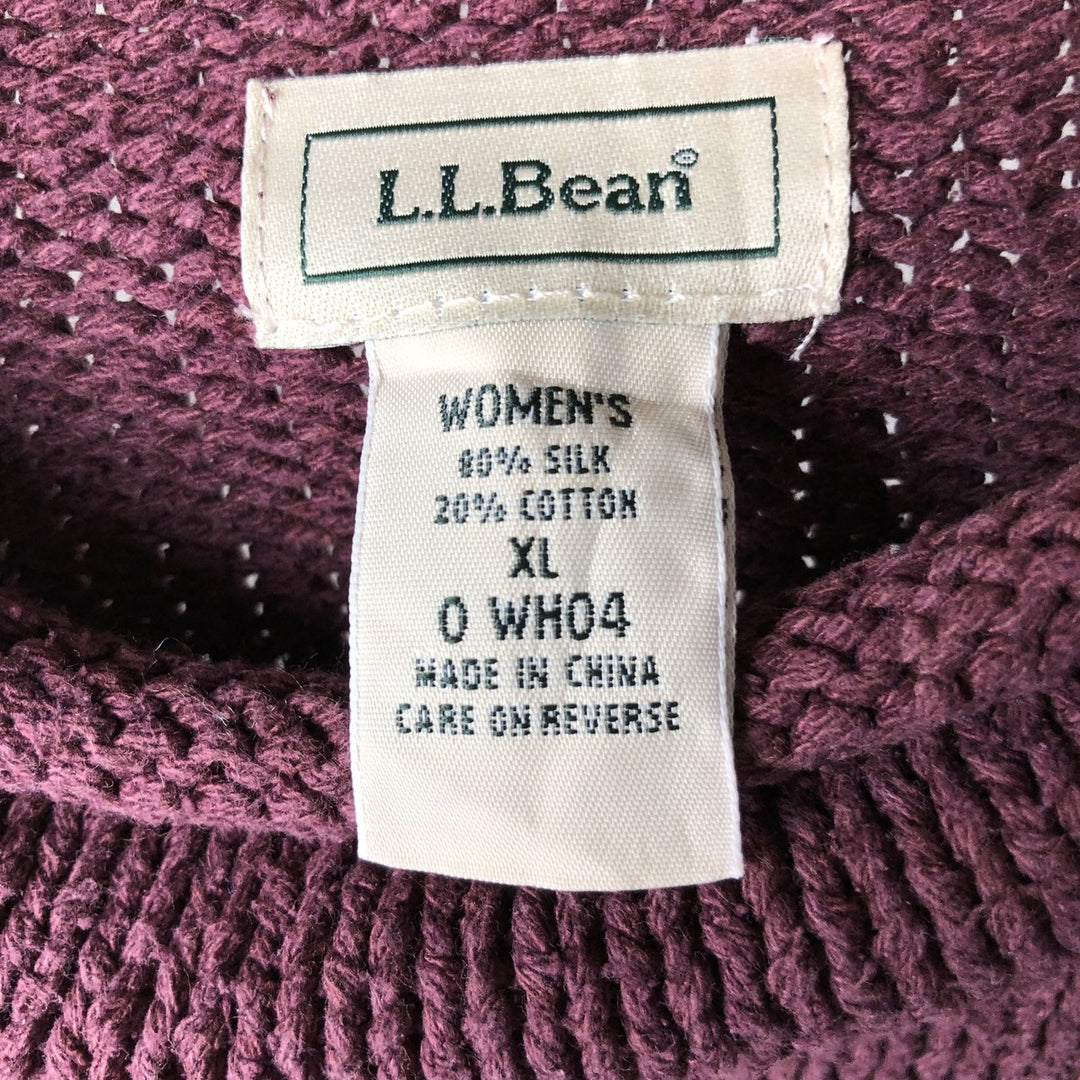 L.L.Bean®
WOMEN'S
80% SILK
20% COTTON
XL
0 WH04
MADE IN CHINA
CARE ON REVERSE